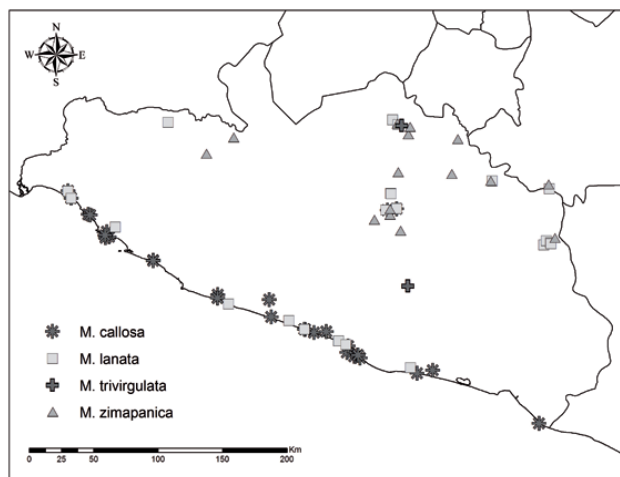 N
W E
S
M. callosa
M. lanata
M. trivirgulata
M. zimapanica
Km
0 25 50 100 150 200